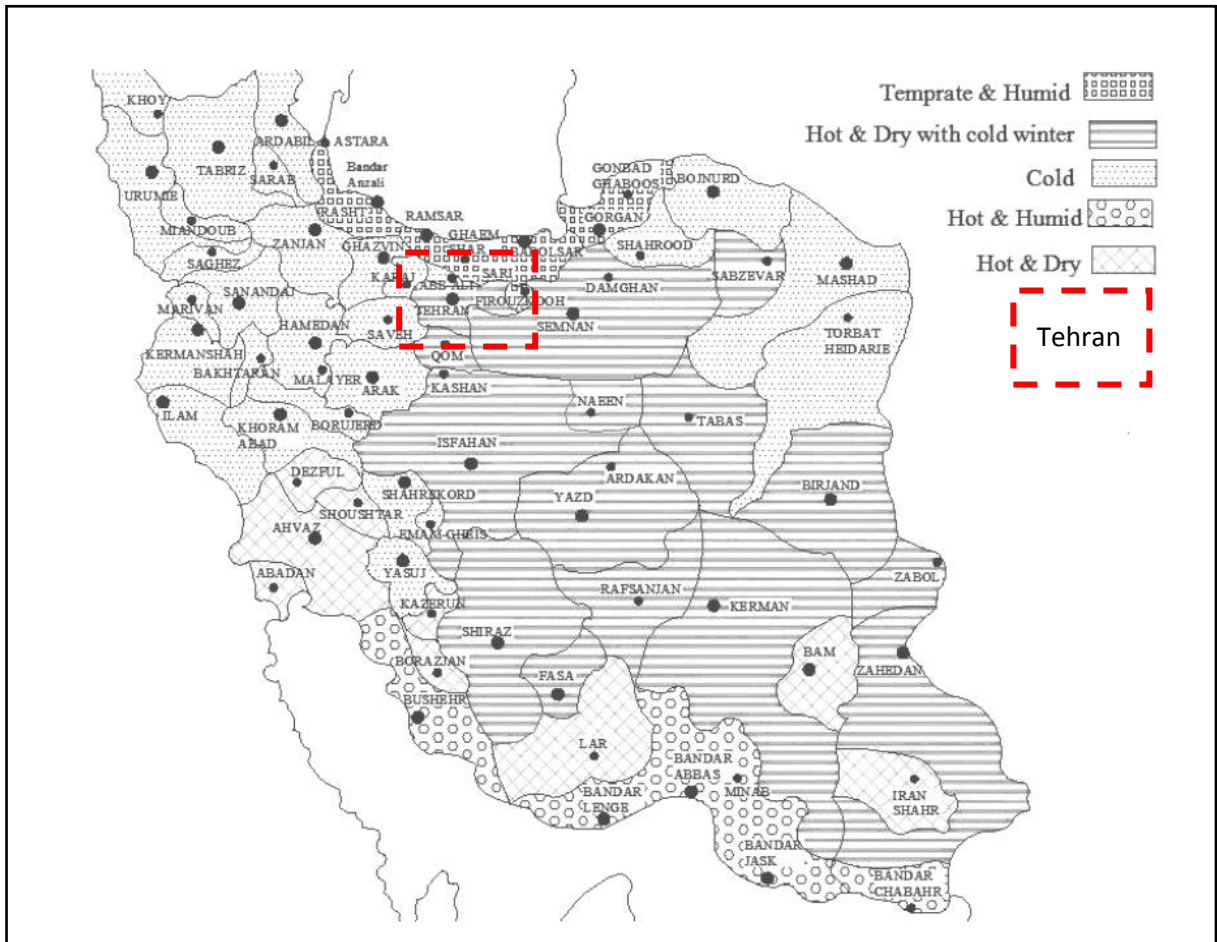 KHOY
ARDABIL
ASTARA
TABRIZ
SARAB
Bandar
Anzali
URUMIE
RASHT
RAMSAR
MIANDOUB
ZANJAN
GHAZVIN
GHAEM
SHAR
BABOLSAR
GONBAD
GHABOOS
BOJNURD
GORGAN
SHAHROOD
SAGHEZ
KARAJ
SARI
ABE ALI
SABZEVAR
MASHAD
DAMGHAN
SANANDAJ
MARIVAN
HAMEDAN
SAVEH
TEHRAN
FIROUZKOOH
SEMNAN
TORBAT
HEIDARIE
KERMANSHAH
BAKHTARAN
MALAYER
ARAK
QOM
KASHAN
NAEEN
TABAS
ILAM
KHORAM
ABAD
BORUJERD
ISFAHAN
ARDAKAN
DEZFUL
SHAHREKORD
YAZD
BIRJAND
SHOUSHTAR
AHVAZ
EMAM-GHEIS
ABADAN
YASUJ
ZABOL
KAZERUN
RAFSANJAN
KERMAN
SHIRAZ
BORAZJAN
FASA
BAM
ZAHEDAN
BUSHEHR
LAR
BANDAR
ABBAS
MINAB
BANDAR
LENGE
IRAN
SHAHR
BANDAR
JASK
BANDAR
CHABAHR
Temprate & Humid
Hot & Dry with cold winter
Cold
Hot & Humid
Hot & Dry
Tehran